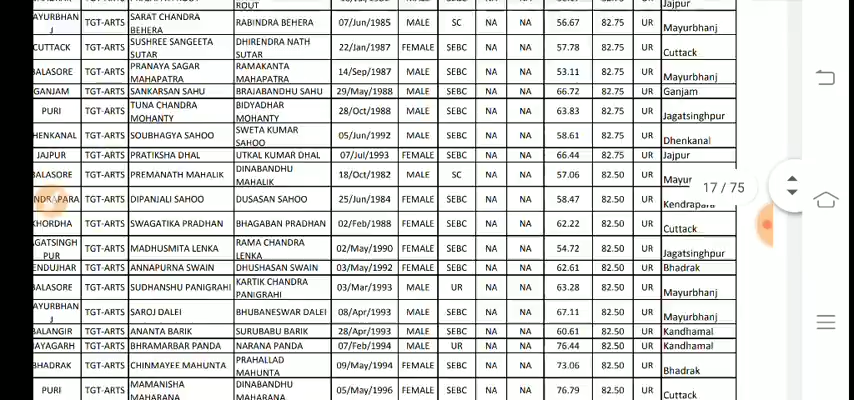 ROUT Jajpur
AYURBHAN J TGT-ARTS SARAT CHANDRA BEHERA RABINDRA BEHERA 07/Jun/1985 MALE SC NA NA 56.67 82.75 UR Mayurbhanj
CUTTACK TGT-ARTS SUSHREE SANGEETA SUTAR DHIRENDRA NATH SUTAR 22/Jan/1987 FEMALE SEBC NA NA 57.78 82.75 UR Cuttack
BALASORE TGT-ARTS PRANAYA SAGAR MAHAPATRA RAMAKANTA MAHAPATRA 14/Sep/1987 MALE SEBC NA NA 53.11 82.75 UR Mayurbhanj
GANJAM TGT-ARTS SANKARSAN SAHU BRAJABANDHU SAHU 29/May/1988 MALE SEBC NA NA 66.72 82.75 UR Ganjam
PURI TGT-ARTS TUNA CHANDRA MOHANTY BIDYADHAR MOHANTY 28/Oct/1988 MALE SEBC NA NA 63.83 82.75 UR Jagatsinghpur
HENKANAL TGT-ARTS SOUBHAGYA SAHOO SWETA KUMAR SAHOO 05/Jun/1992 MALE SEBC NA NA 58.61 82.75 UR Dhenkanal
JAJPUR TGT-ARTS PRATIKSHA DHAL UTKAL KUMAR DHAL 07/Jul/1993 FEMALE SEBC NA NA 66.44 82.75 UR Jajpur
BALASORE TGT-ARTS PREMANATH MAHALIK DINABANDHU MAHALIK 18/Oct/1982 MALE SC NA NA 57.06 82.50 UR Mayur
17 / 75
NDRAPARA TGT-ARTS DIPANJALI SAHOO DUSASAN SAHOO 25/Jun/1984 FEMALE SEBC NA NA 58.47 82.50 UR Kendrapara
KHORDHA TGT-ARTS SWAGATIKA PRADHAN BHAGABAN PRADHAN 02/Feb/1988 FEMALE SEBC NA NA 62.22 82.50 UR Cuttack
GATSINGH PUR TGT-ARTS MADHUSMITA LENKA RAMA CHANDRA LENKA 02/May/1990 FEMALE SEBC NA NA 54.72 82.50 UR Jagatsinghpur
ENDUJHAR TGT-ARTS ANNAPURNA SWAIN DHUSHASAN SWAIN 03/May/1992 FEMALE SEBC NA NA 62.61 82.50 UR Bhadrak
BALASORE TGT-ARTS SUDHANSHU PANIGRAHI KARTIK CHANDRA PANIGRAHI 03/Mar/1993 MALE UR NA NA 63.28 82.50 UR Mayurbhanj
AYURBHAN J TGT-ARTS SAROJ DALEI BHUBANESWAR DALEI 08/Apr/1993 MALE SEBC NA NA 67.11 82.50 UR Mayurbhanj
BALANGIR TGT-ARTS ANANTA BARIK SURUBABU BARIK 28/Apr/1993 MALE SEBC NA NA 60.61 82.50 UR Kandhamal
AYAGARH TGT-ARTS BHRAMARBAR PANDA NARANA PANDA 07/Feb/1994 MALE UR NA NA 76.44 82.50 UR Kandhamal
BHADRAK TGT-ARTS CHINMAYEE MAHUNTA PRAHALLAD MAHUNTA 09/May/1994 FEMALE SEBC NA NA 73.06 82.50 UR Bhadrak
PURI TGT-ARTS MAMANISHA MAHARANA DINABANDHU MAHARANA 05/May/1996 FEMALE SEBC NA NA 76.79 82.50 UR Cuttack